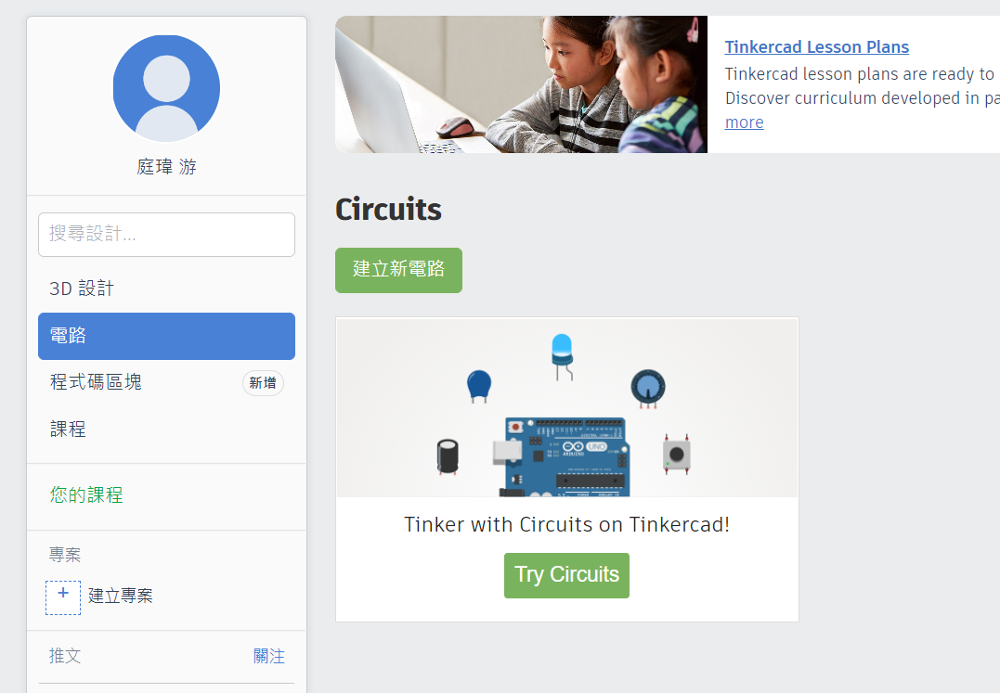 庭瑋 游
搜尋設計...
3D 設計
電路
程式碼區塊 新增
課程
您的課程
專案
+ 建立專案
推文 關注
Tinkercad Lesson Plans
Tinkercad lesson plans are ready to
Discover curriculum developed in pa
more
Circuits
建立新電路
UNO
ARDUINO
Tinker with Circuits on Tinkercad!
Try Circuits